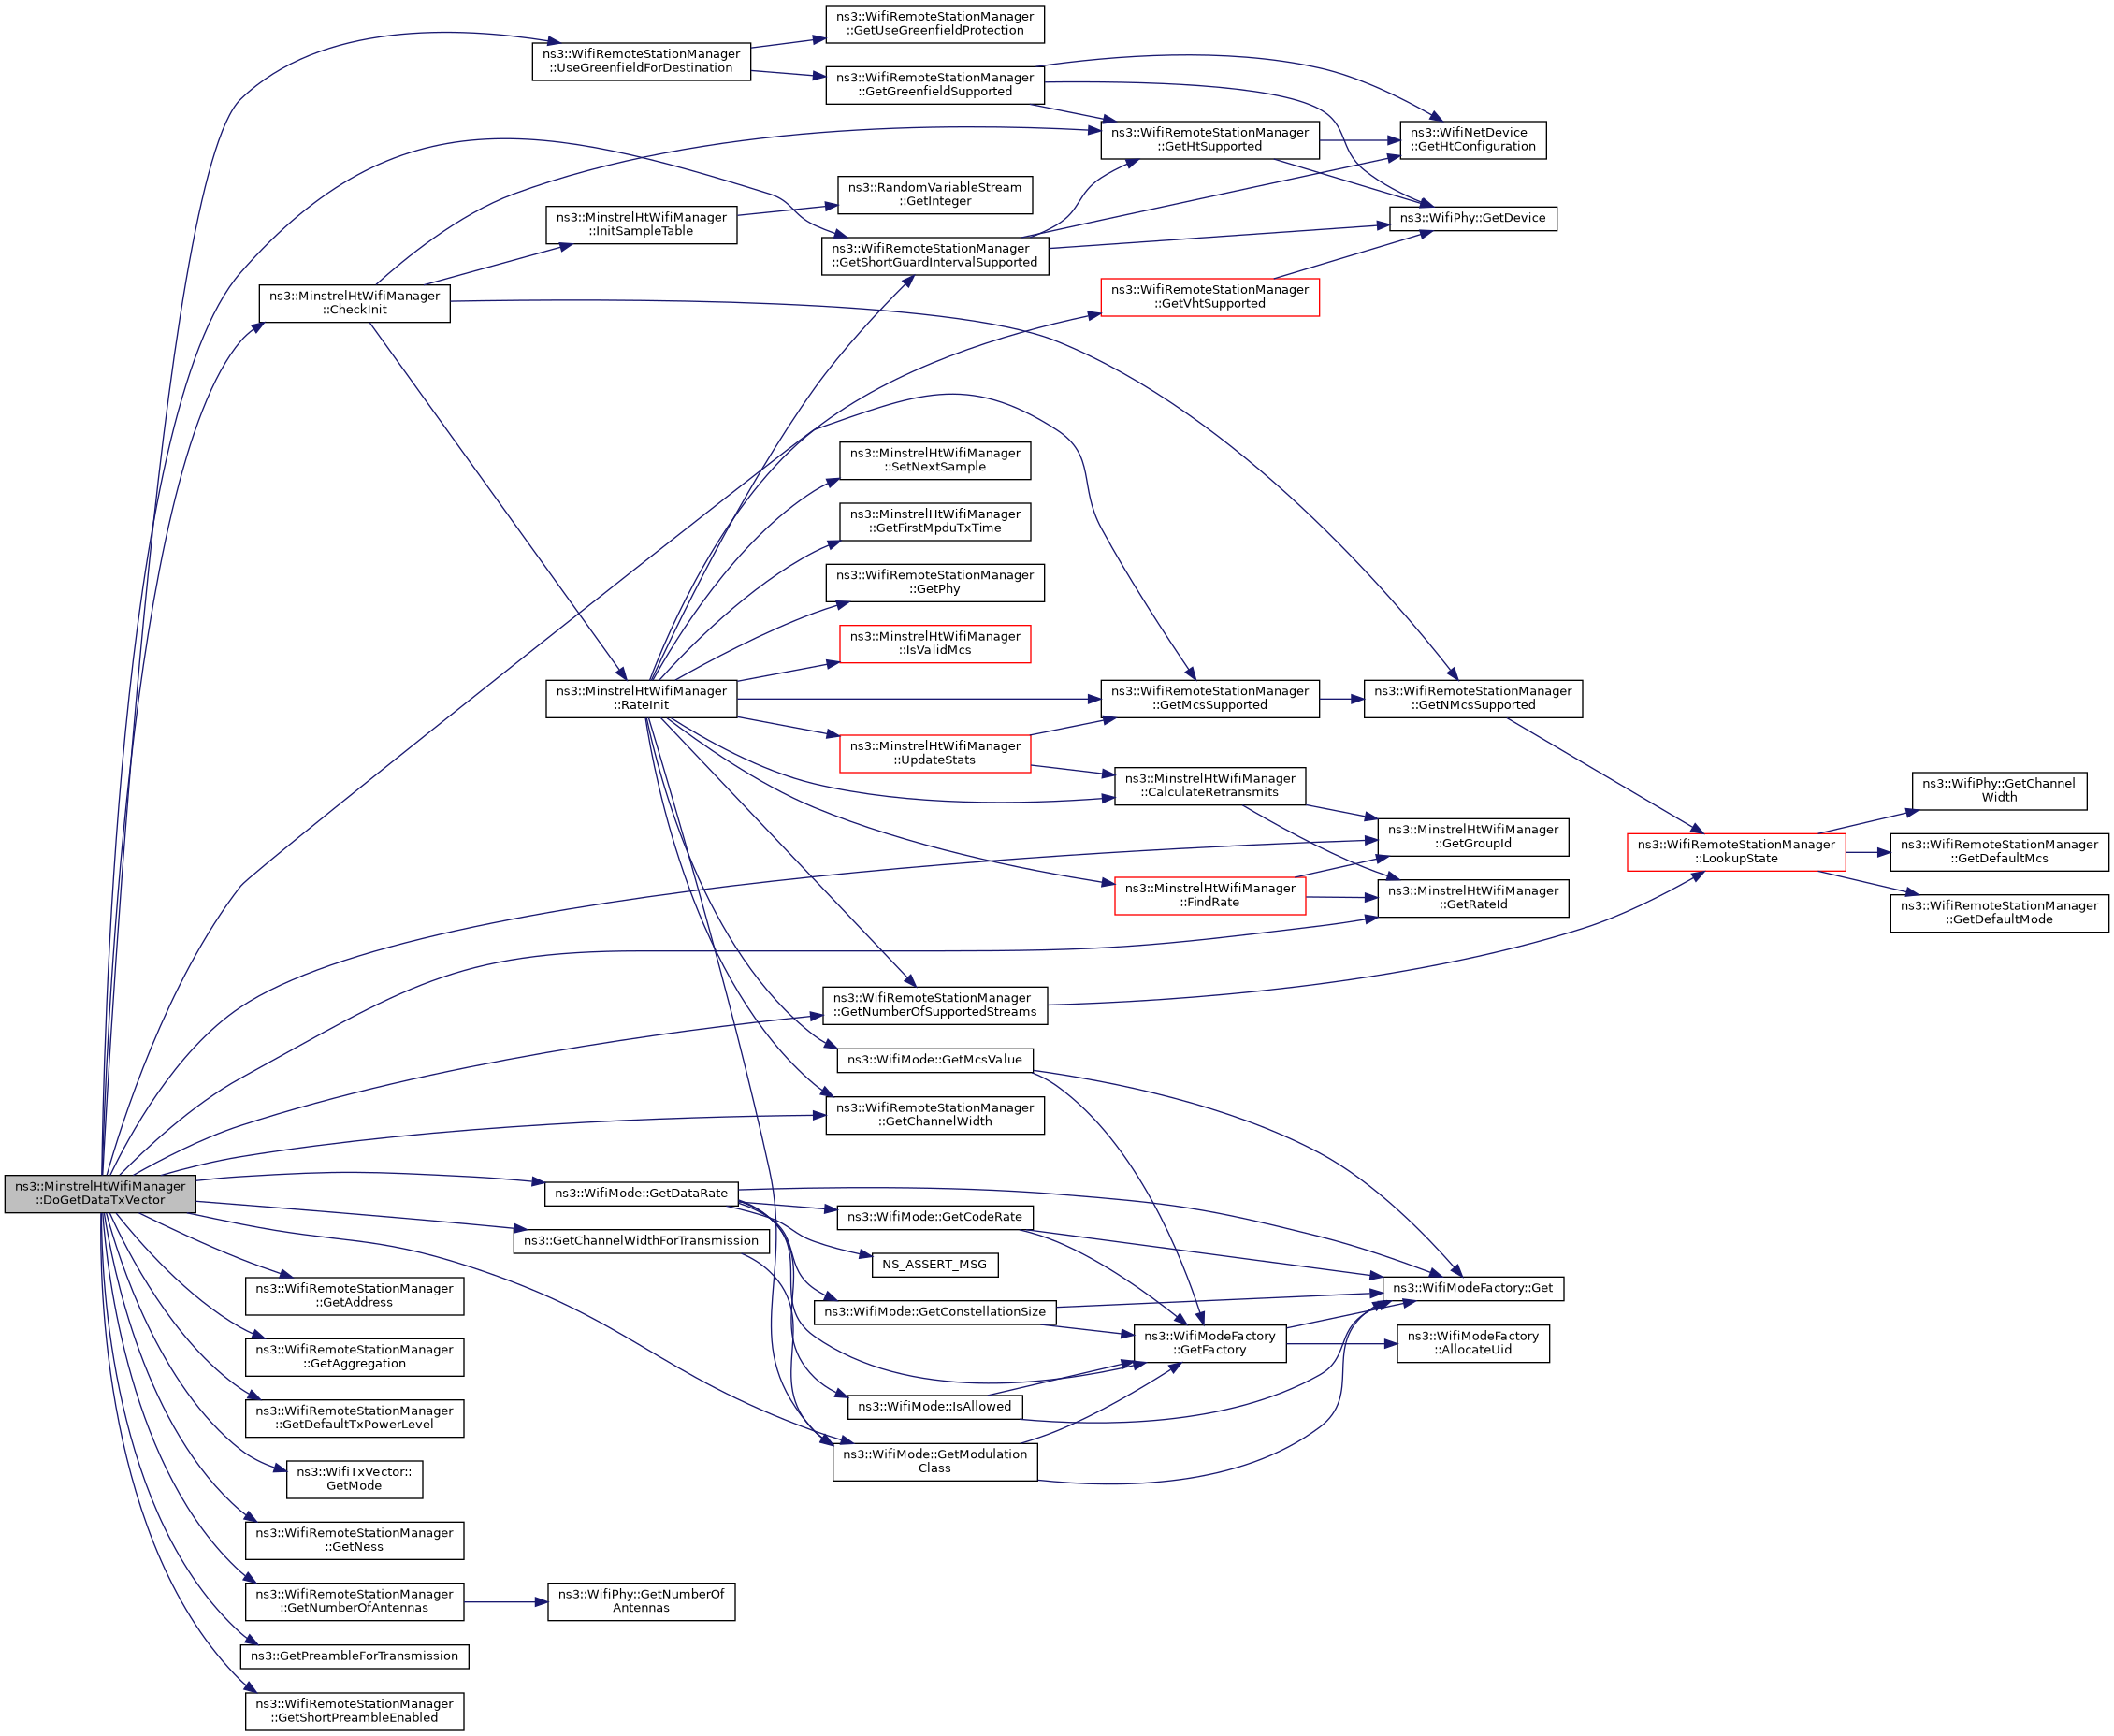 ns3::WifiRemoteStationManager
::GetUseGreenfieldProtection
ns3::WifiRemoteStationManager
::UseGreenfieldForDestination
ns3::WifiRemoteStationManager
::GetGreenfieldSupported
ns3::WifiRemoteStationManager
::GetHtSupported
ns3::WifiNetDevice
::GetHtConfiguration
ns3::RandomVariableStream
::GetInteger
ns3::MinstrelHtWifiManager
::InitSampleTable
ns3::WifiPhy::GetDevice
ns3::WifiRemoteStationManager
::GetShortGuardIntervalSupported
ns3::MinstrelHtWifiManager
::CheckInit
ns3::WifiRemoteStationManager
::GetVhtSupported
ns3::MinstrelHtWifiManager
::SetNextSample
ns3::MinstrelHtWifiManager
::GetFirstMpduTxTime
ns3::WifiRemoteStationManager
::GetPhy
ns3::MinstrelHtWifiManager
::IsValidMcs
ns3::MinstrelHtWifiManager
::RateInit
ns3::WifiRemoteStationManager
::GetMcsSupported
ns3::WifiRemoteStationManager
::GetNMcsSupported
ns3::MinstrelHtWifiManager
::UpdateStats
ns3::MinstrelHtWifiManager
::CalculateRetransmits
ns3::WifiPhy::GetChannel
Width
ns3::MinstrelHtWifiManager
::GetGroupId
ns3::WifiRemoteStationManager
::LookupState
ns3::WifiRemoteStationManager
::GetDefaultMcs
ns3::MinstrelHtWifiManager
::FindRate
ns3::MinstrelHtWifiManager
::GetRateId
ns3::WifiRemoteStationManager
::GetDefaultMode
ns3::WifiRemoteStationManager
::GetNumberOfSupportedStreams
ns3::WifiMode::GetMcsValue
ns3::WifiRemoteStationManager
::GetChannelWidth
ns3::MinstrelHtWifiManager
::DoGetDataTxVector
ns3::WifiMode::GetDataRate
ns3::WifiMode::GetCodeRate
ns3::GetChannelWidthForTransmission
NS_ASSERT_MSG
ns3::WifiRemoteStationManager
::GetAddress
ns3::WifiModeFactory::Get
ns3::WifiMode::GetConstellationSize
ns3::WifiModeFactory
::GetFactory
ns3::WifiModeFactory
::AllocateUid
ns3::WifiRemoteStationManager
::GetAggregation
ns3::WifiMode::IsAllowed
ns3::WifiRemoteStationManager
::GetDefaultTxPowerLevel
ns3::WifiMode::GetModulation
Class
ns3::WifiTxVector::
GetMode
ns3::WifiRemoteStationManager
::GetNess
ns3::WifiRemoteStationManager
::GetNumberOfAntennas
ns3::WifiPhy::GetNumberOf
Antennas
ns3::GetPreambleForTransmission
ns3::WifiRemoteStationManager
::GetShortPreambleEnabled